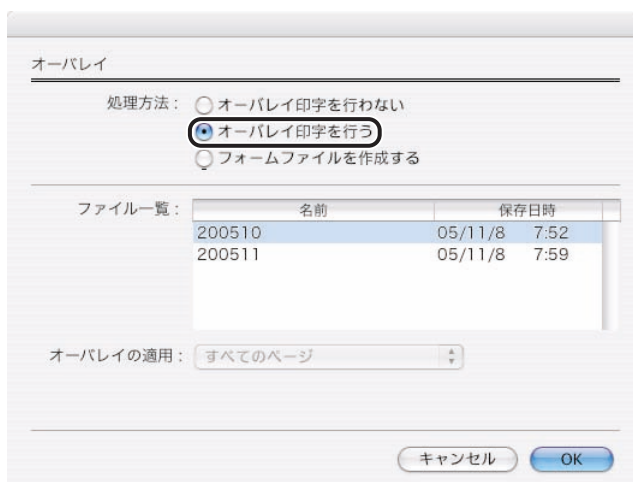 オーバレイ
処理方法： オーバレイ印字を行わない
オーバレイ印字を行う
フォームファイルを作成する
ファイル一覧： 名前 保存日時
200510 05/11/8 7:52
200511 05/11/8 7:59
オーバレイの適用： すべてのページ
キャンセル OK